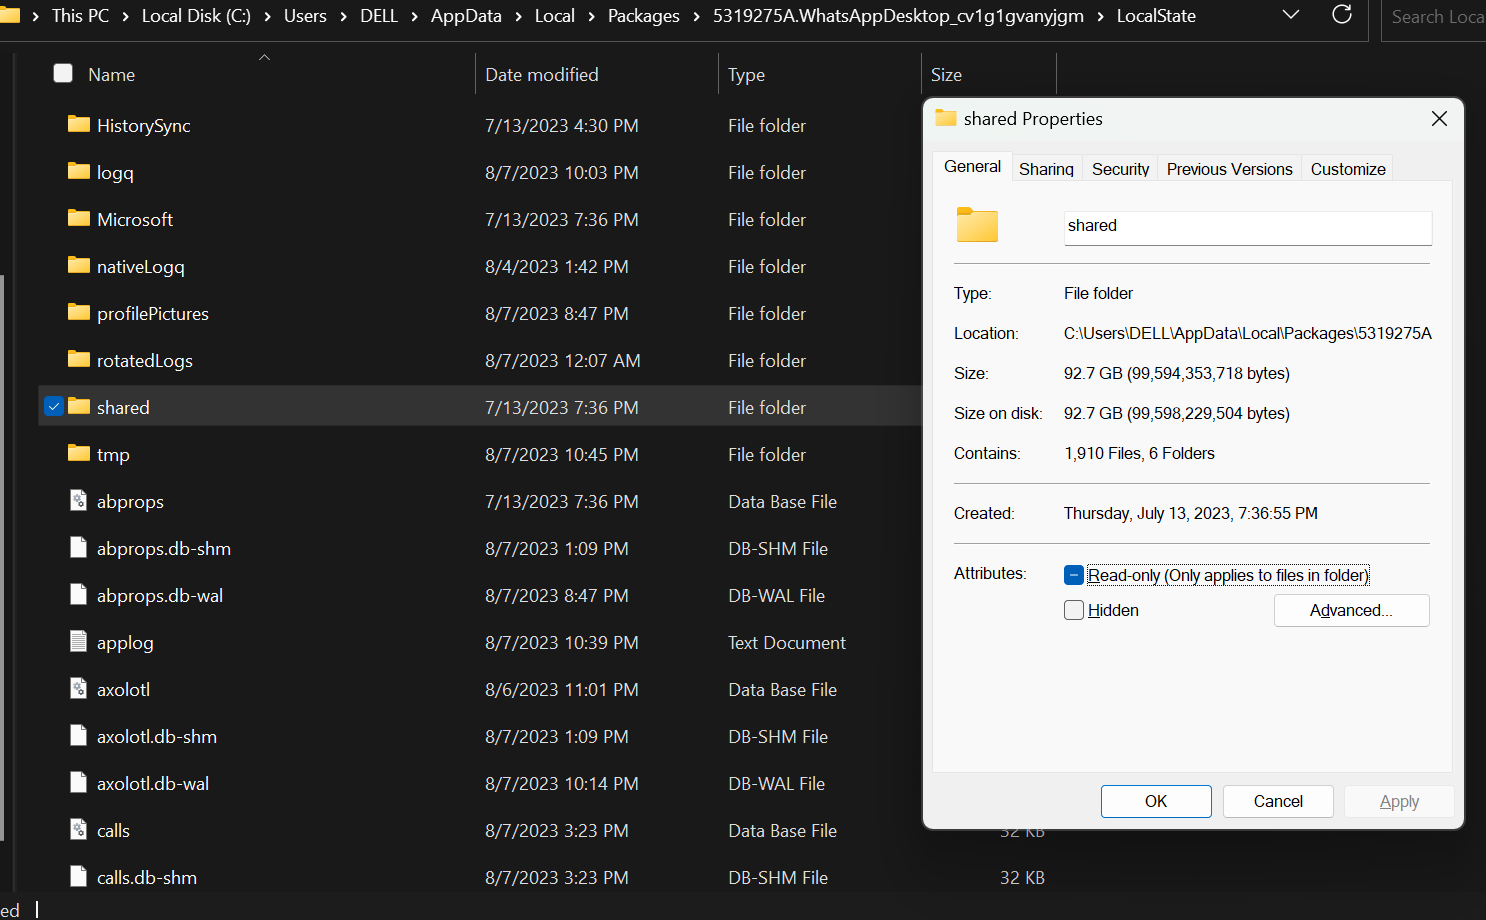 This PC > Local Disk (C:) > Users > DELL > AppData > Local > Packages > 5319275A.WhatsAppDesktop_cv1g1gvanyjgm > LocalState
Search Loca
Name Date modified Type Size
HistorySync 7/13/2023 4:30 PM File folder
logq 8/7/2023 10:03 PM File folder
Microsoft 7/13/2023 7:36 PM File folder
nativeLogq 8/4/2023 1:42 PM File folder
profilePictures 8/7/2023 8:47 PM File folder
rotatedLogs 8/7/2023 12:07 AM File folder
shared 7/13/2023 7:36 PM File folder
tmp 8/7/2023 10:45 PM File folder
abprops 7/13/2023 7:36 PM Data Base File
abprops.db-shm 8/7/2023 1:09 PM DB-SHM File
abprops.db-wal 8/7/2023 8:47 PM DB-WAL File
applog 8/7/2023 10:39 PM Text Document
axolotl 8/6/2023 11:01 PM Data Base File
axolotl.db-shm 8/7/2023 1:09 PM DB-SHM File
axolotl.db-wal 8/7/2023 10:14 PM DB-WAL File
calls 8/7/2023 3:23 PM Data Base File 32 KB
calls.db-shm 8/7/2023 3:23 PM DB-SHM File 32 KB
ed
shared Properties
General Sharing Security Previous Versions Customize
shared
Type: File folder
Location: C:\Users\DELL\AppData\Local\Packages\5319275A
Size: 92.7 GB (99,594,353,718 bytes)
Size on disk: 92.7 GB (99,598,229,504 bytes)
Contains: 1,910 Files, 6 Folders
Created: Thursday, July 13, 2023, 7:36:55 PM
Attributes: Read-only (Only applies to files in folder)
Hidden Advanced...
OK Cancel Apply